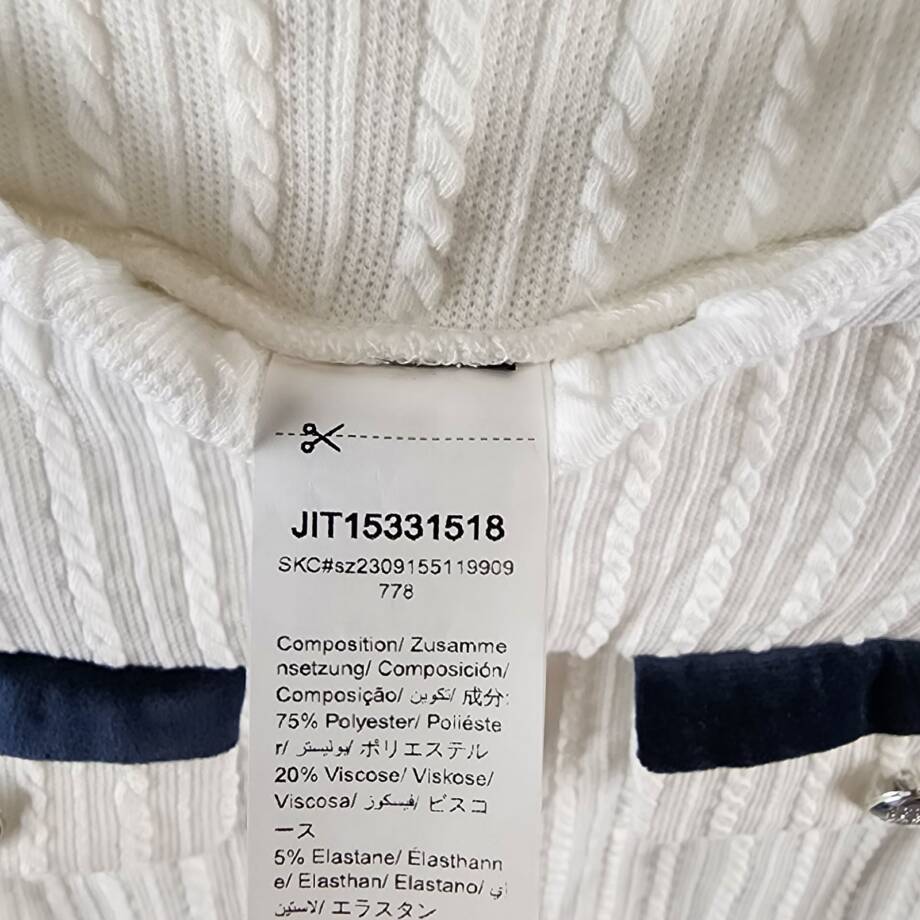 JIT15331518
SKC#sz2309155119909
778
Composition/ Zusamme
nsetzung/ Composición/
Composição/ تكوين/ 成分:
75% Polyester/ Poliéste
r/ بوليستر/ ポリエステル
20% Viscose/ Viskose/
Viscosa/ فيسكوز/ ビスコ
ース
5% Elastane/ Élasthann
e/ Elasthan/ Elastano/ إي
لاستين/ エラスタン